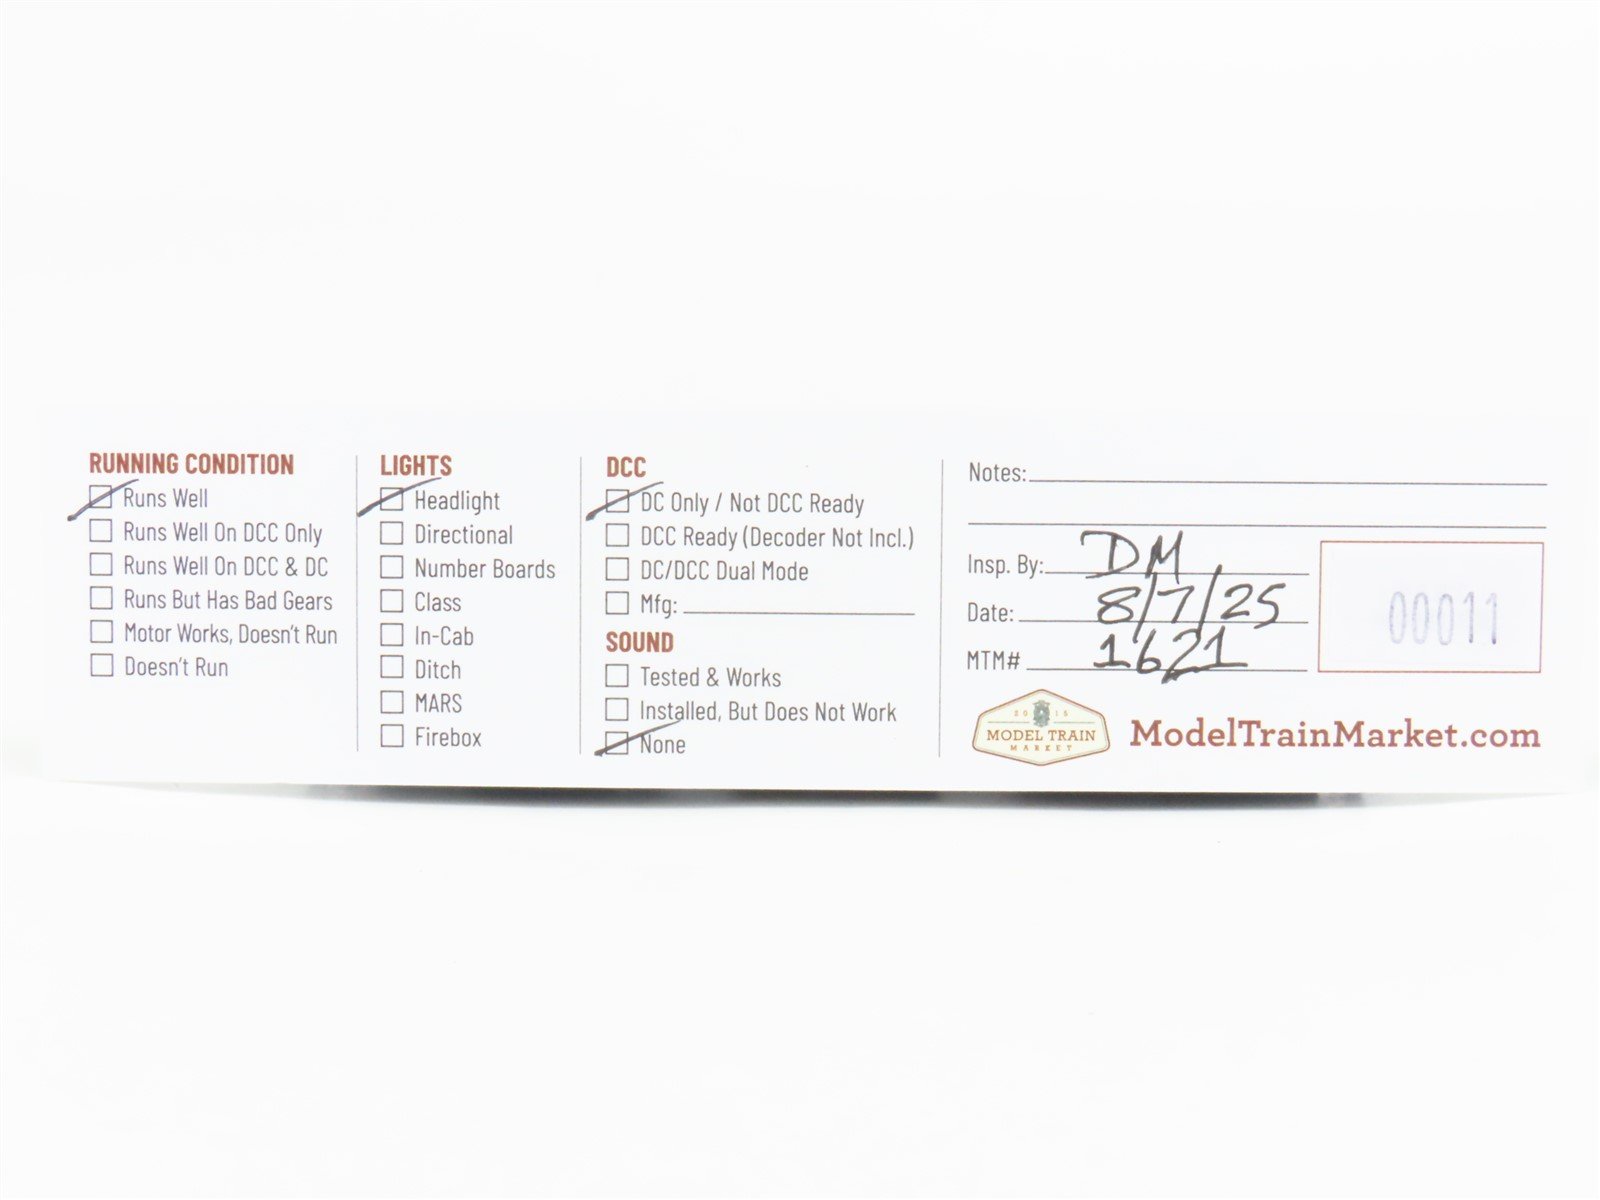 RUNNING CONDITION
Runs Well
Runs Well On DCC Only
Runs Well On DCC & DC
Runs But Has Bad Gears
Motor Works, Doesn't Run
Doesn't Run
LIGHTS
Headlight
Directional
Number Boards
Class
In-Cab
Ditch
MARS
Firebox
DCC
DC Only / Not DCC Ready
DCC Ready (Decoder Not Incl.)
DC/DCC Dual Mode
Mfg:
SOUND
Tested & Works
Installed, But Does Not Work
None
Notes:
Insp. By: DM
Date: 8/7/25
MTM# 1621
00011
2015
MODEL TRAIN
MARKET
ModelTrainMarket.com